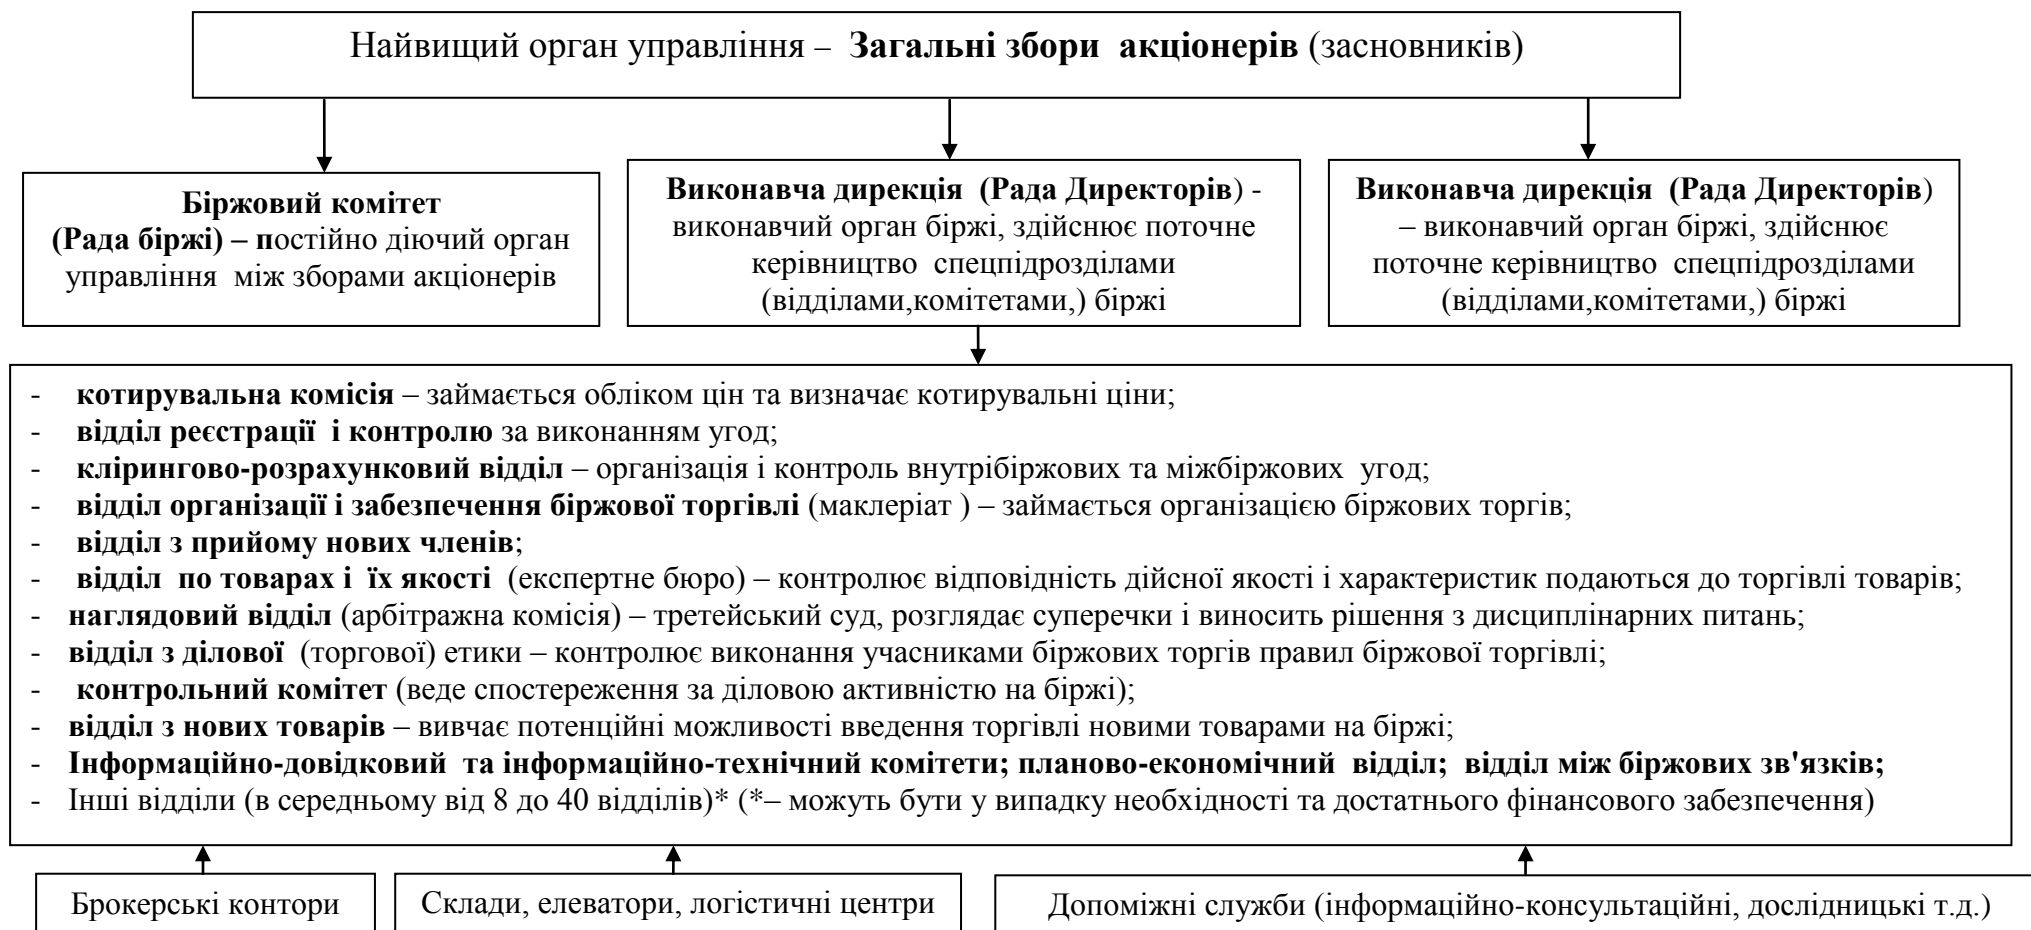 Найвищий орган управління – Загальні збори акціонерів (засновників)
Біржовий комітет
(Рада біржі) – постійно діючий орган
управління між зборами акціонерів
Виконавча дирекція (Рада Директорів) -
виконавчий орган біржі, здійснює поточне
керівництво спецпідрозділами
(відділами,комітетами,) біржі
Виконавча дирекція (Рада Директорів)
– виконавчий орган біржі, здійснює
поточне керівництво спецпідрозділами
(відділами,комітетами,) біржі
- котирувальна комісія – займається обліком цін та визначає котирувальні ціни;
- відділ реєстрації і контролю за виконанням угод;
- клірингово-розрахунковий відділ – організація і контроль внутрібіржових та міжбіржових угод;
- відділ організації і забезпечення біржової торгівлі (маклеріат ) – займається організацією біржових торгів;
- відділ з прийому нових членів;
- відділ по товарах і їх якості (експертне бюро) – контролює відповідність дійсної якості і характеристик подаються до торгівлі товарів;
- наглядовий відділ (арбітражна комісія) – третейський суд, розглядає суперечки і виносить рішення з дисциплінарних питань;
- відділ з ділової (торгової) етики – контролює виконання учасниками біржових торгів правил біржової торгівлі;
- контрольний комітет (веде спостереження за діловою активністю на біржі);
- відділ з нових товарів – вивчає потенційні можливості введення торгівлі новими товарами на біржі;
- Інформаційно-довідковий та інформаційно-технічний комітети; планово-економічний відділ; відділ між біржових зв'язків;
- Інші відділи (в середньому від 8 до 40 відділів)* (*– можуть бути у випадку необхідності та достатнього фінансового забезпечення)
Брокерські контори
Склади, елеватори, логістичні центри
Допоміжні служби (інформаційно-консультаційні, дослідницькі т.д.)